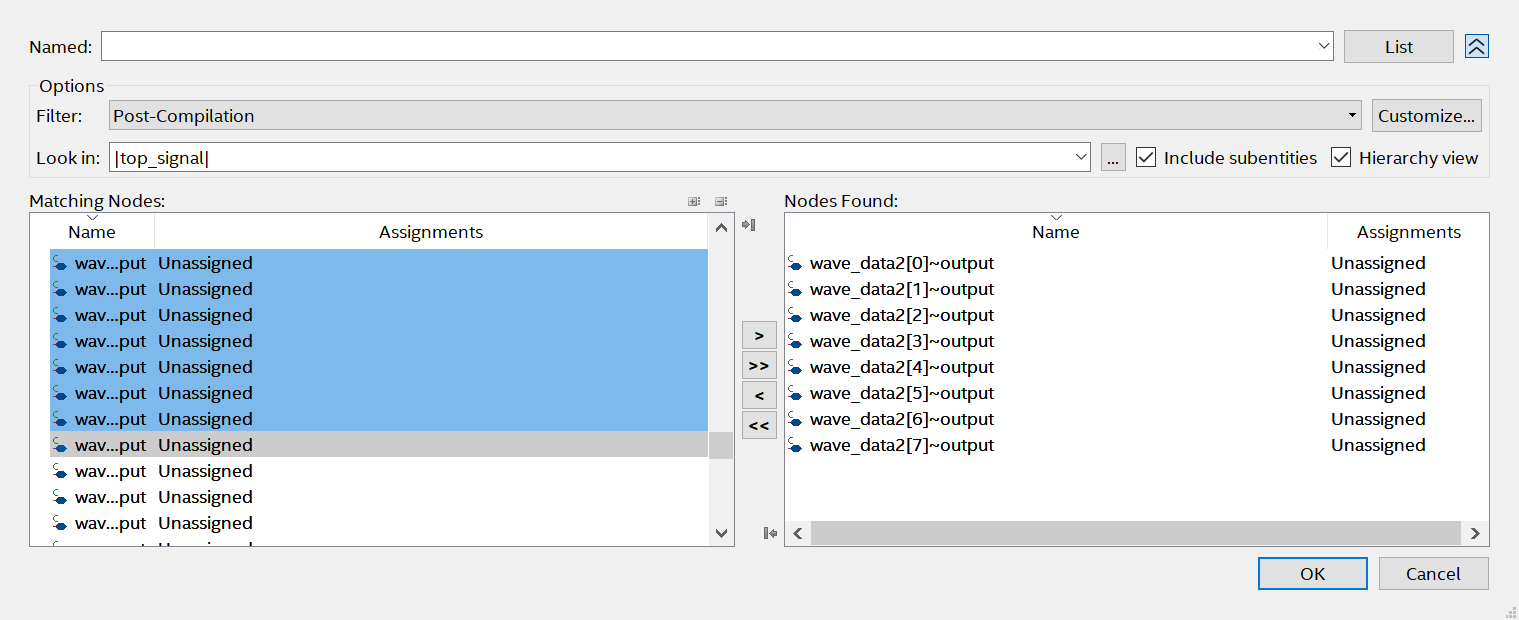 Named: List
Options
Filter: Post-Compilation Customize...
Look in: |top_signal| ... Include subentities Hierarchy view
Matching Nodes: Nodes Found:
Name Assignments Name Assignments
wav...put Unassigned wave_data2[0]~output Unassigned
wav...put Unassigned wave_data2[1]~output Unassigned
wav...put Unassigned wave_data2[2]~output Unassigned
wav...put Unassigned wave_data2[3]~output Unassigned
wav...put Unassigned wave_data2[4]~output Unassigned
wav...put Unassigned wave_data2[5]~output Unassigned
wav...put Unassigned wave_data2[6]~output Unassigned
wav...put Unassigned wave_data2[7]~output Unassigned
wav...put Unassigned
wav...put Unassigned
wav...put Unassigned
>
>>
<
<<
OK Cancel